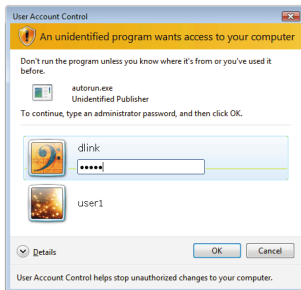 User Account Control
An unidentified program wants access to your computer
Don't run the program unless you know where it's from or you've used it
before.
autorun.exe
Unidentified Publisher
To continue, type an administrator password, and then click OK.
dlink
•••••
user1
Details
OK
Cancel
User Account Control helps stop unauthorized changes to your computer.